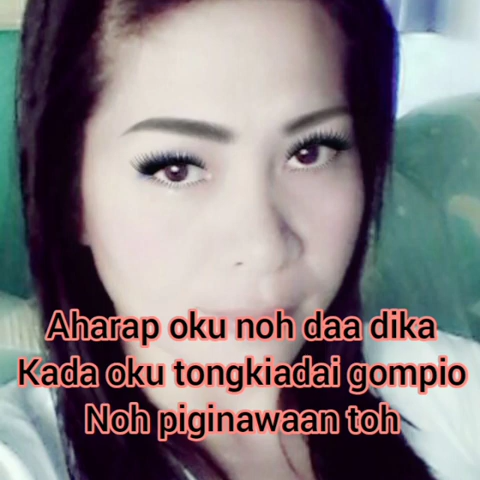 Aharap oku noh daa dika
Kada oku tongkiadai gompio
Noh piginawaan toh